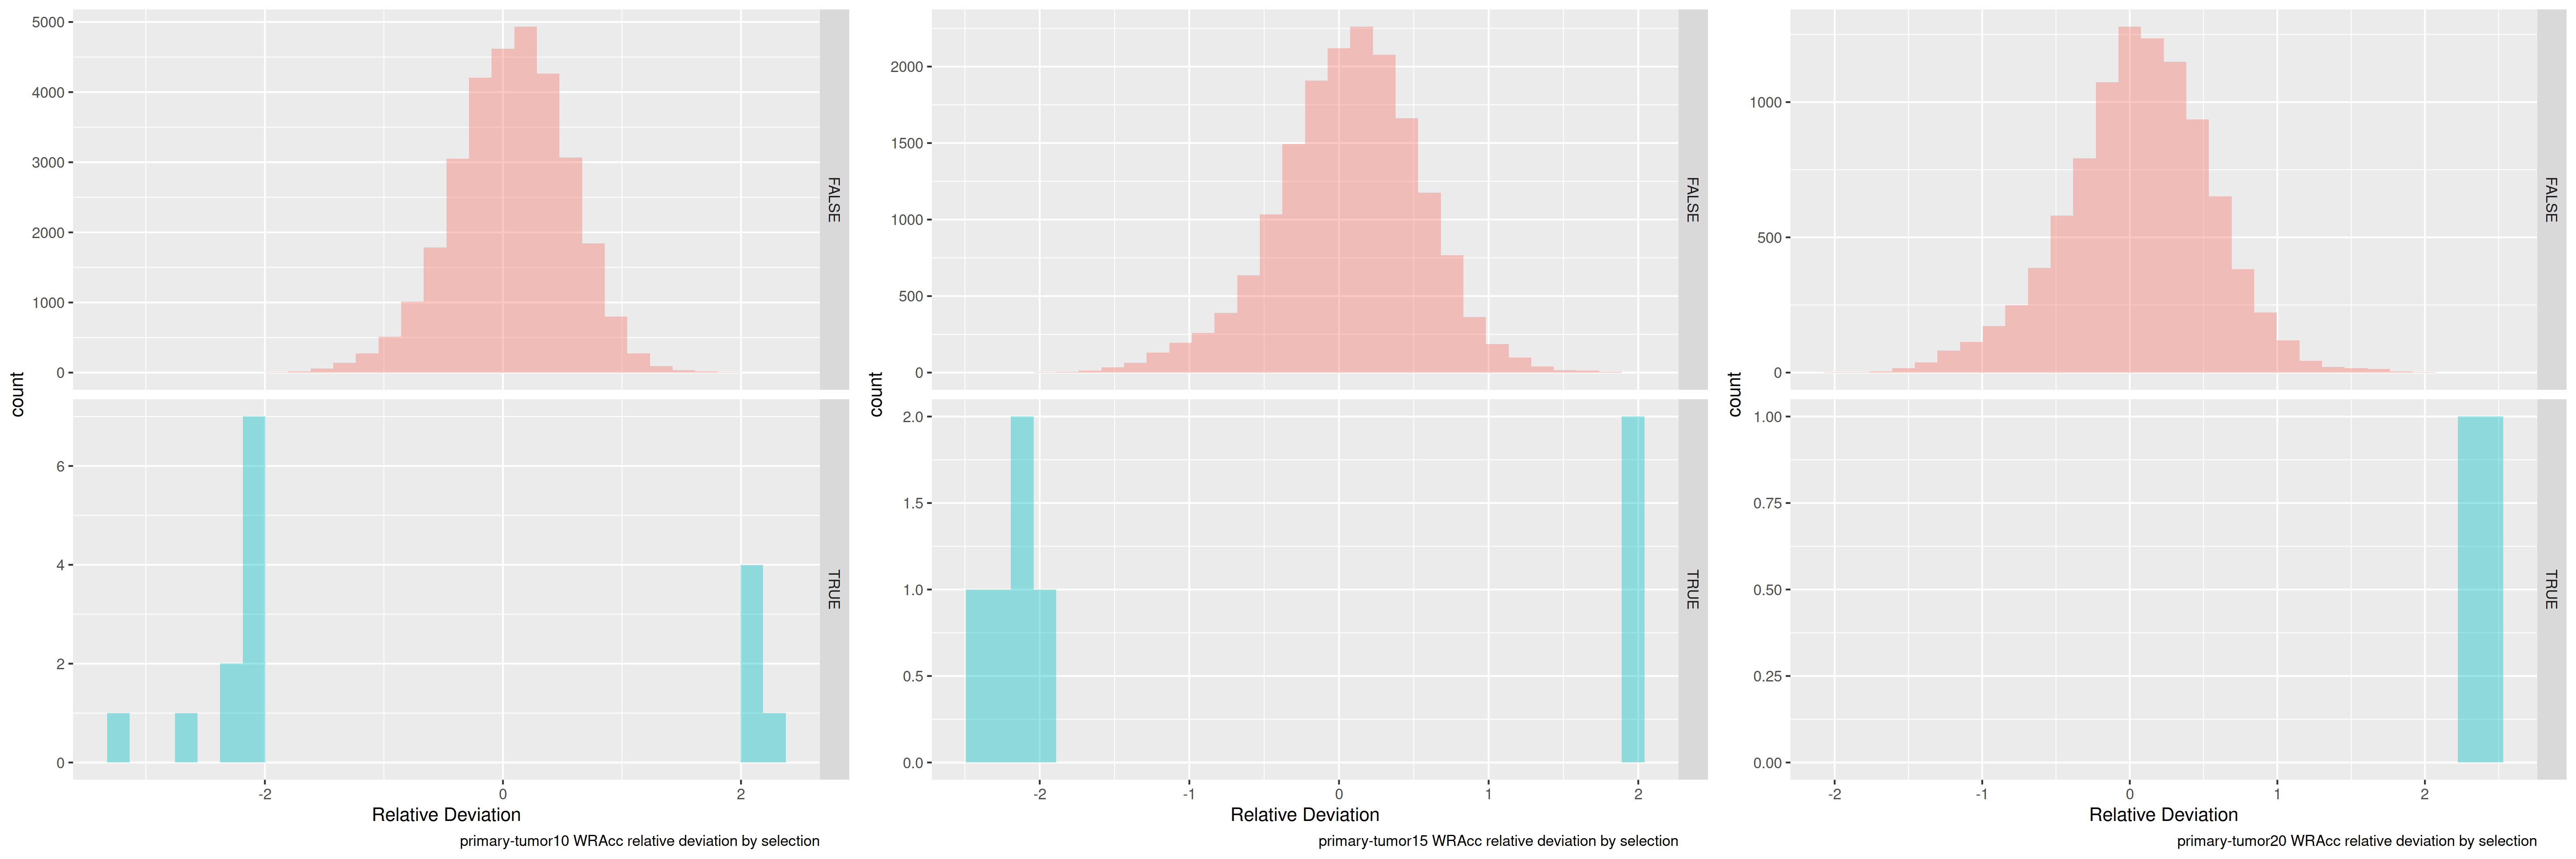 5000
4000
3000
2000
1000
0
FALSE
6
4
2
0
TRUE
count
-2
0
2
Relative Deviation
primary-tumor10 WRAcc relative deviation by selection
2000
1500
1000
500
0
FALSE
2.0
1.5
1.0
0.5
0.0
TRUE
count
-2
-1
0
1
2
Relative Deviation
primary-tumor15 WRAcc relative deviation by selection
1000
500
0
FALSE
1.00
0.75
0.50
0.25
0.00
TRUE
count
-2
-1
0
1
2
Relative Deviation
primary-tumor20 WRAcc relative deviation by selection